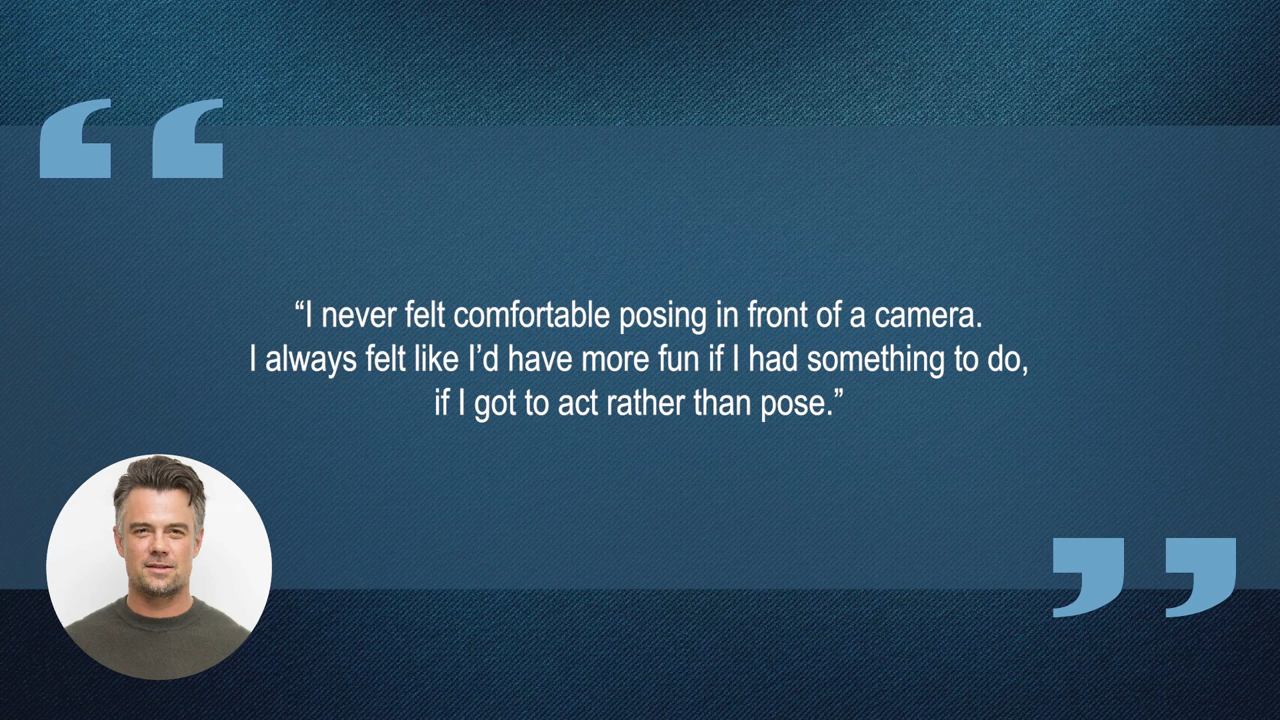 “I never felt comfortable posing in front of a camera.
I always felt like I’d have more fun if I had something to do,
if I got to act rather than pose.”